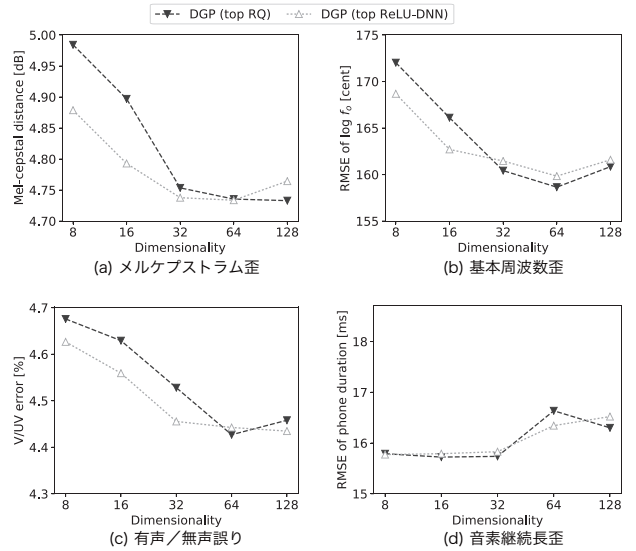 DGP (top RQ) DGP (top ReLU-DNN)
Mel-cepstal distance [dB]
5.00
4.95
4.90
4.85
4.80
4.75
4.70
8 16 32 64 128
Dimensionality
(a) メルケプストラム歪
RMSE of log fo [cent]
175
170
165
160
155
8 16 32 64 128
Dimensionality
(b) 基本周波数歪
V/UV error [%]
4.7
4.6
4.5
4.4
4.3
8 16 32 64 128
Dimensionality
(c) 有声／無声誤り
RMSE of phone duration [ms]
18
17
16
15
8 16 32 64 128
Dimensionality
(d) 音素継続長歪